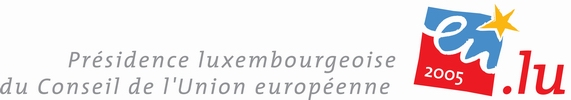 Présidence luxembourgeoise
du Conseil de l'Union européenne
eu
2005
.lu